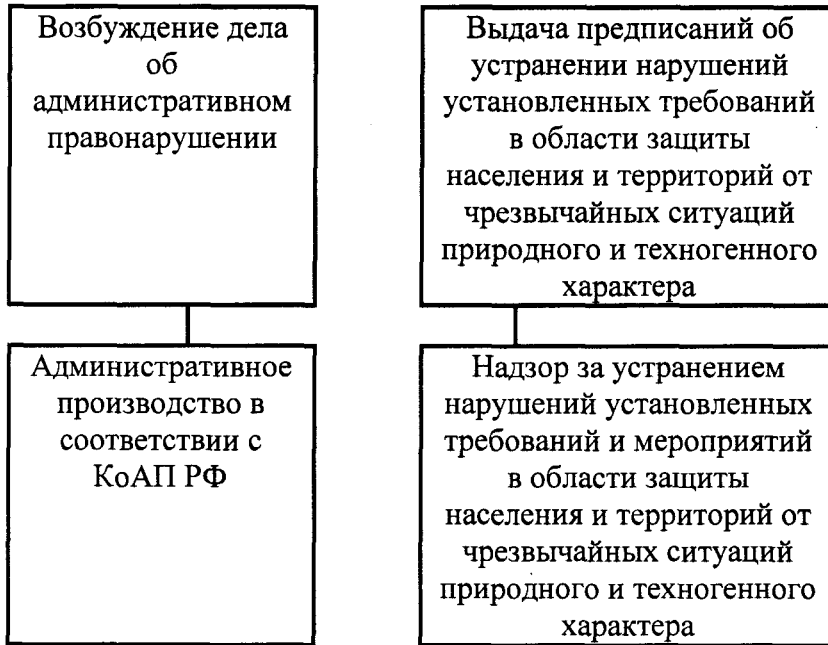 Возбуждение дела
об
административном
правонарушении
Выдача предписаний об
устранении нарушений
установленных требований
в области защиты
населения и территорий от
чрезвычайных ситуаций
природного и техногенного
характера
Административное
производство в
соответствии с
КоАП РФ
Надзор за устранением
нарушений установленных
требований и мероприятий
в области защиты
населения и территорий от
чрезвычайных ситуаций
природного и техногенного
характера